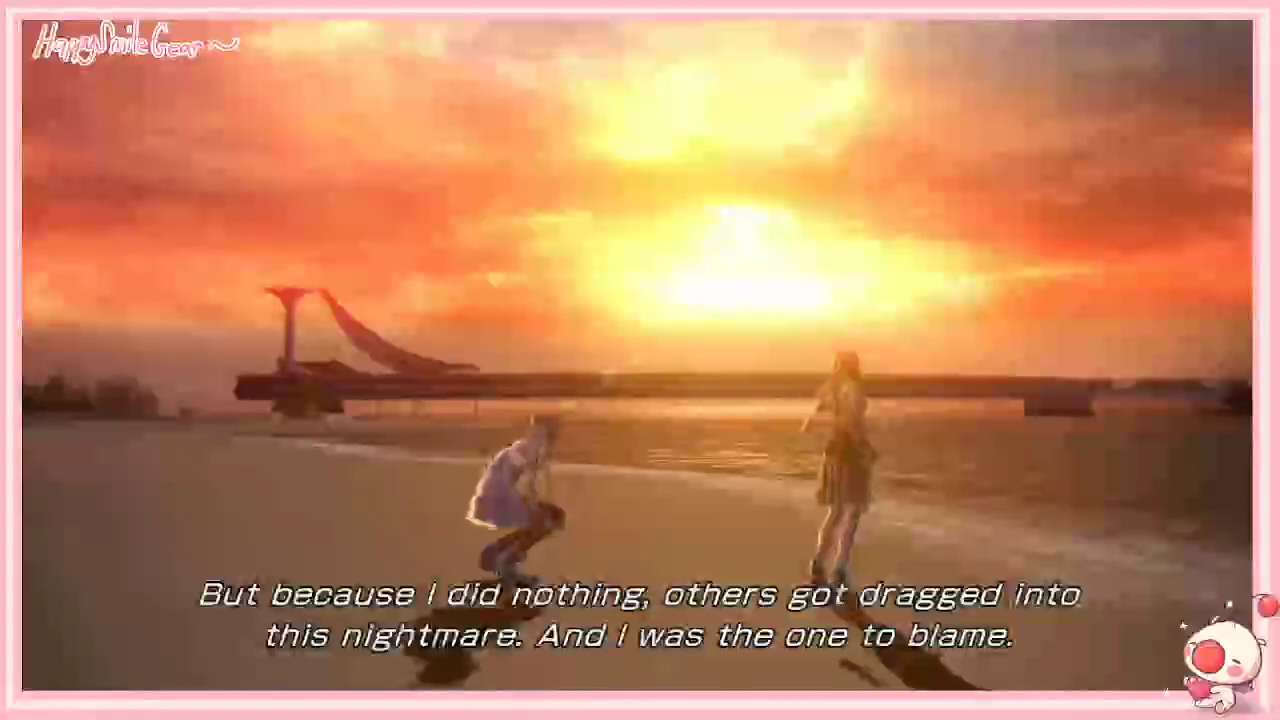 HappySmileGear～
But because I did nothing, others got dragged into
this nightmare. And I was the one to blame.